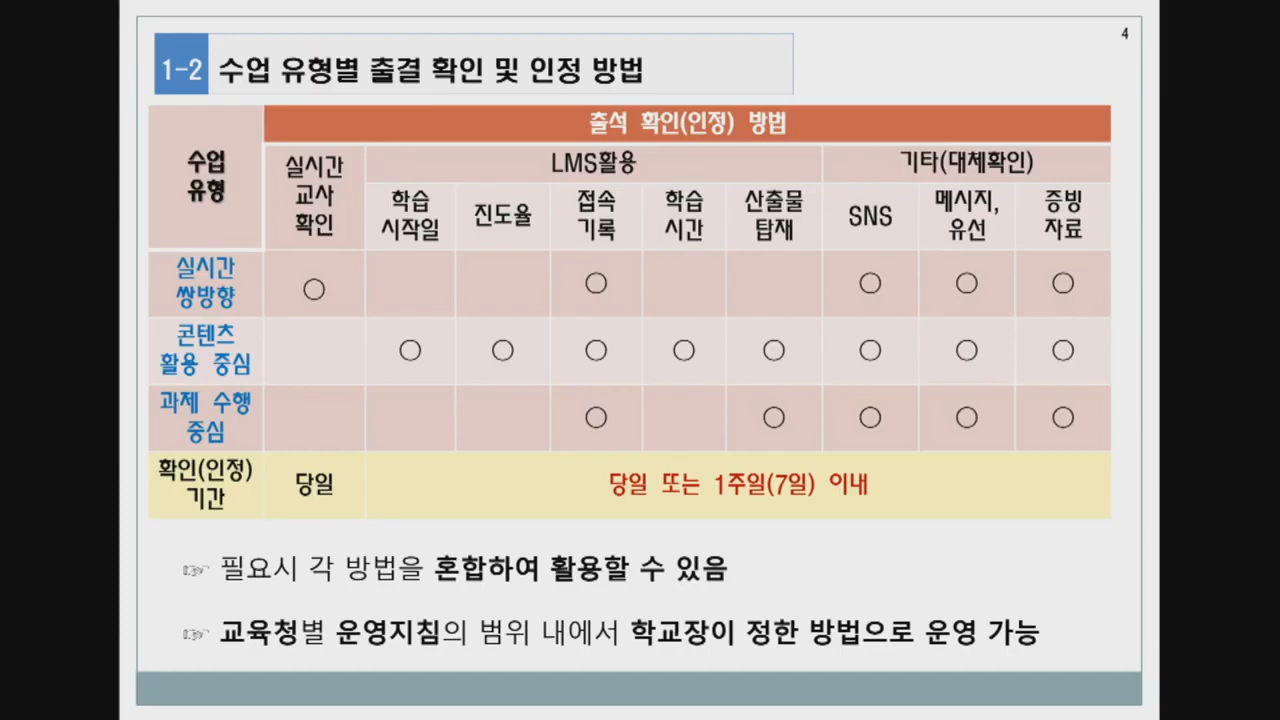 4
1-2 수업 유형별 출결 확인 및 인정 방법
수업
유형
출석 확인(인정) 방법
실시간
교사
확인
LMS활용
기타(대체확인)
학습
시작일
진도율
접속
기록
학습
시간
산출물
탑재
SNS
메시지,
유선
증빙
자료
실시간
쌍방향
○ ○ ○ ○ ○
콘텐츠
활용 중심
○ ○ ○ ○ ○ ○ ○ ○
과제 수행
중심
○ ○ ○ ○ ○
확인(인정)
기간
당일
당일 또는 1주일(7일) 이내
☞ 필요시 각 방법을 혼합하여 활용할 수 있음
☞ 교육청별 운영지침의 범위 내에서 학교장이 정한 방법으로 운영 가능